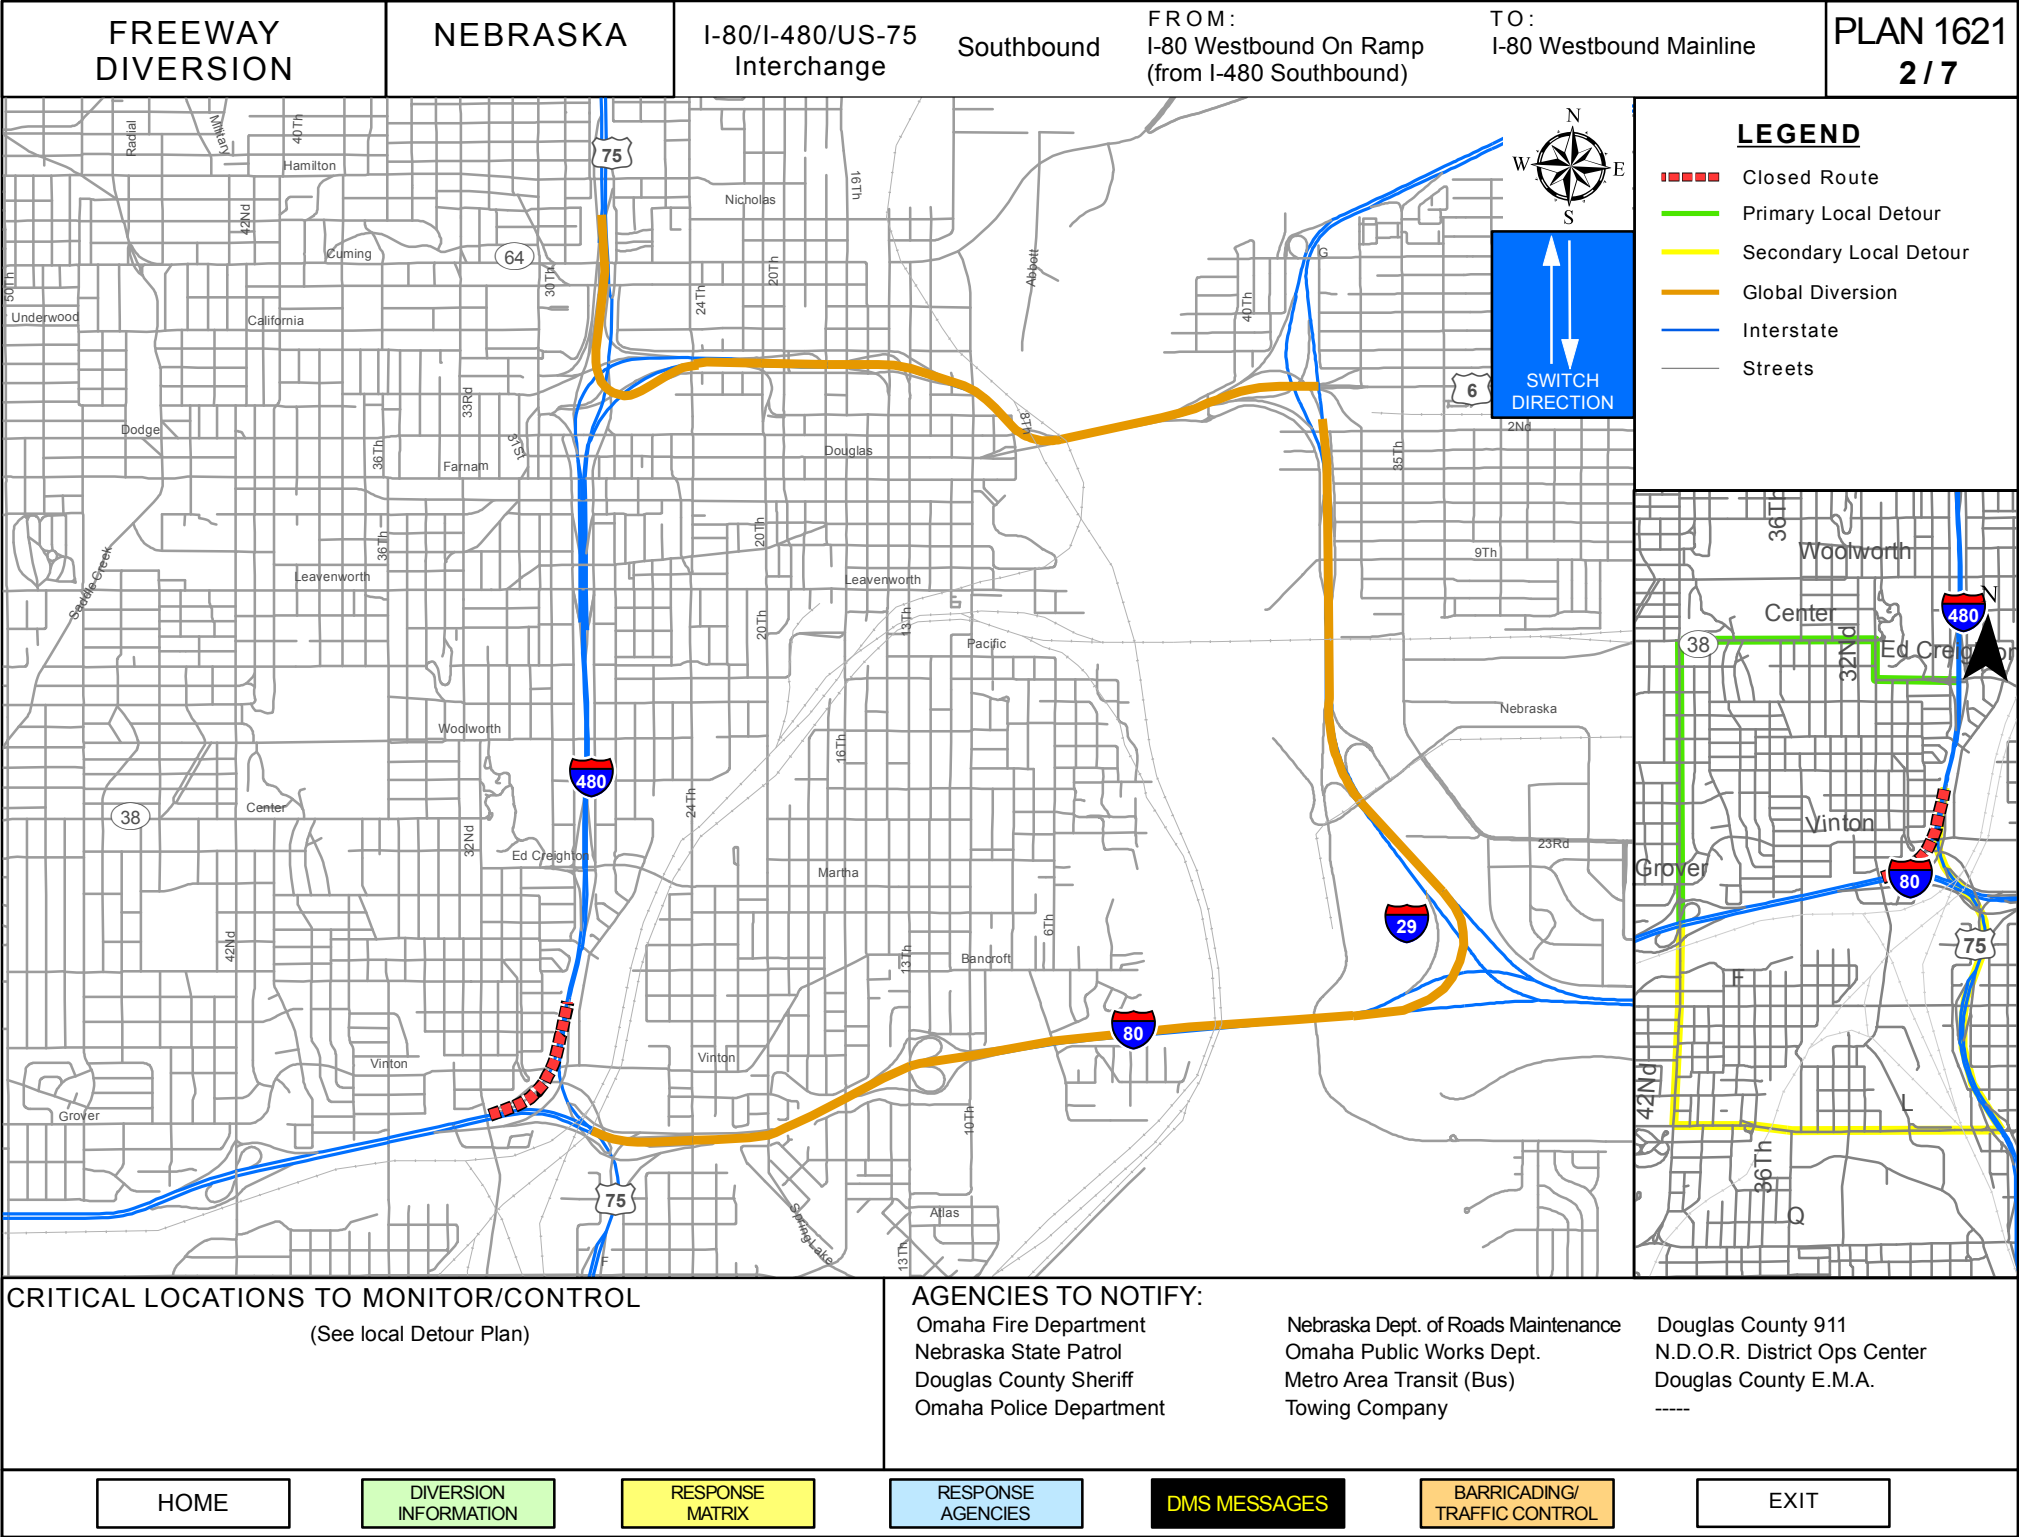 FREEWAY
DIVERSION
NEBRASKA
I-80/I-480/US-75
Interchange
Southbound
FROM:
I-80 Westbound On Ramp
(from I-480 Southbound)
TO:
I-80 Westbound Mainline
PLAN 1621
2 / 7
Radial
Military
40Th
Hamilton
75
16Th
Nicholas
42Nd
Cuming
64
30Th
20Th
24Th
Abbott
50Th
Underwood
California
33Rd
Dodge
36Th
31St
Farnam
Douglas
8Th
40Th
G
6
2Nd
35Th
36Th
20Th
9Th
Saddle Creek
Leavenworth
Leavenworth
20Th
13Th
Pacific
Woolworth
16Th
Nebraska
480
24Th
38
Center
32Nd
Ed Creighton
Martha
23Rd
29
42Nd
13Th
6Th
Bancroft
80
Vinton
Vinton
Grover
10Th
75
Spring Lake
Atlas
13Th
F
N
W
E
S
SWITCH
DIRECTION
LEGEND
Closed Route
Primary Local Detour
Secondary Local Detour
Global Diversion
Interstate
Streets
36Th
Woolworth
N
480
Center
38
32Nd
Ed Creighton
Vinton
Grover
80
75
F
42Nd
L
36Th
Q
CRITICAL LOCATIONS TO MONITOR/CONTROL
(See local Detour Plan)
AGENCIES TO NOTIFY:
Omaha Fire Department
Nebraska State Patrol
Douglas County Sheriff
Omaha Police Department
Nebraska Dept. of Roads Maintenance
Omaha Public Works Dept.
Metro Area Transit (Bus)
Towing Company
Douglas County 911
N.D.O.R. District Ops Center
Douglas County E.M.A.
-----
HOME
DIVERSION
INFORMATION
RESPONSE
MATRIX
RESPONSE
AGENCIES
DMS MESSAGES
BARRICADING/
TRAFFIC CONTROL
EXIT